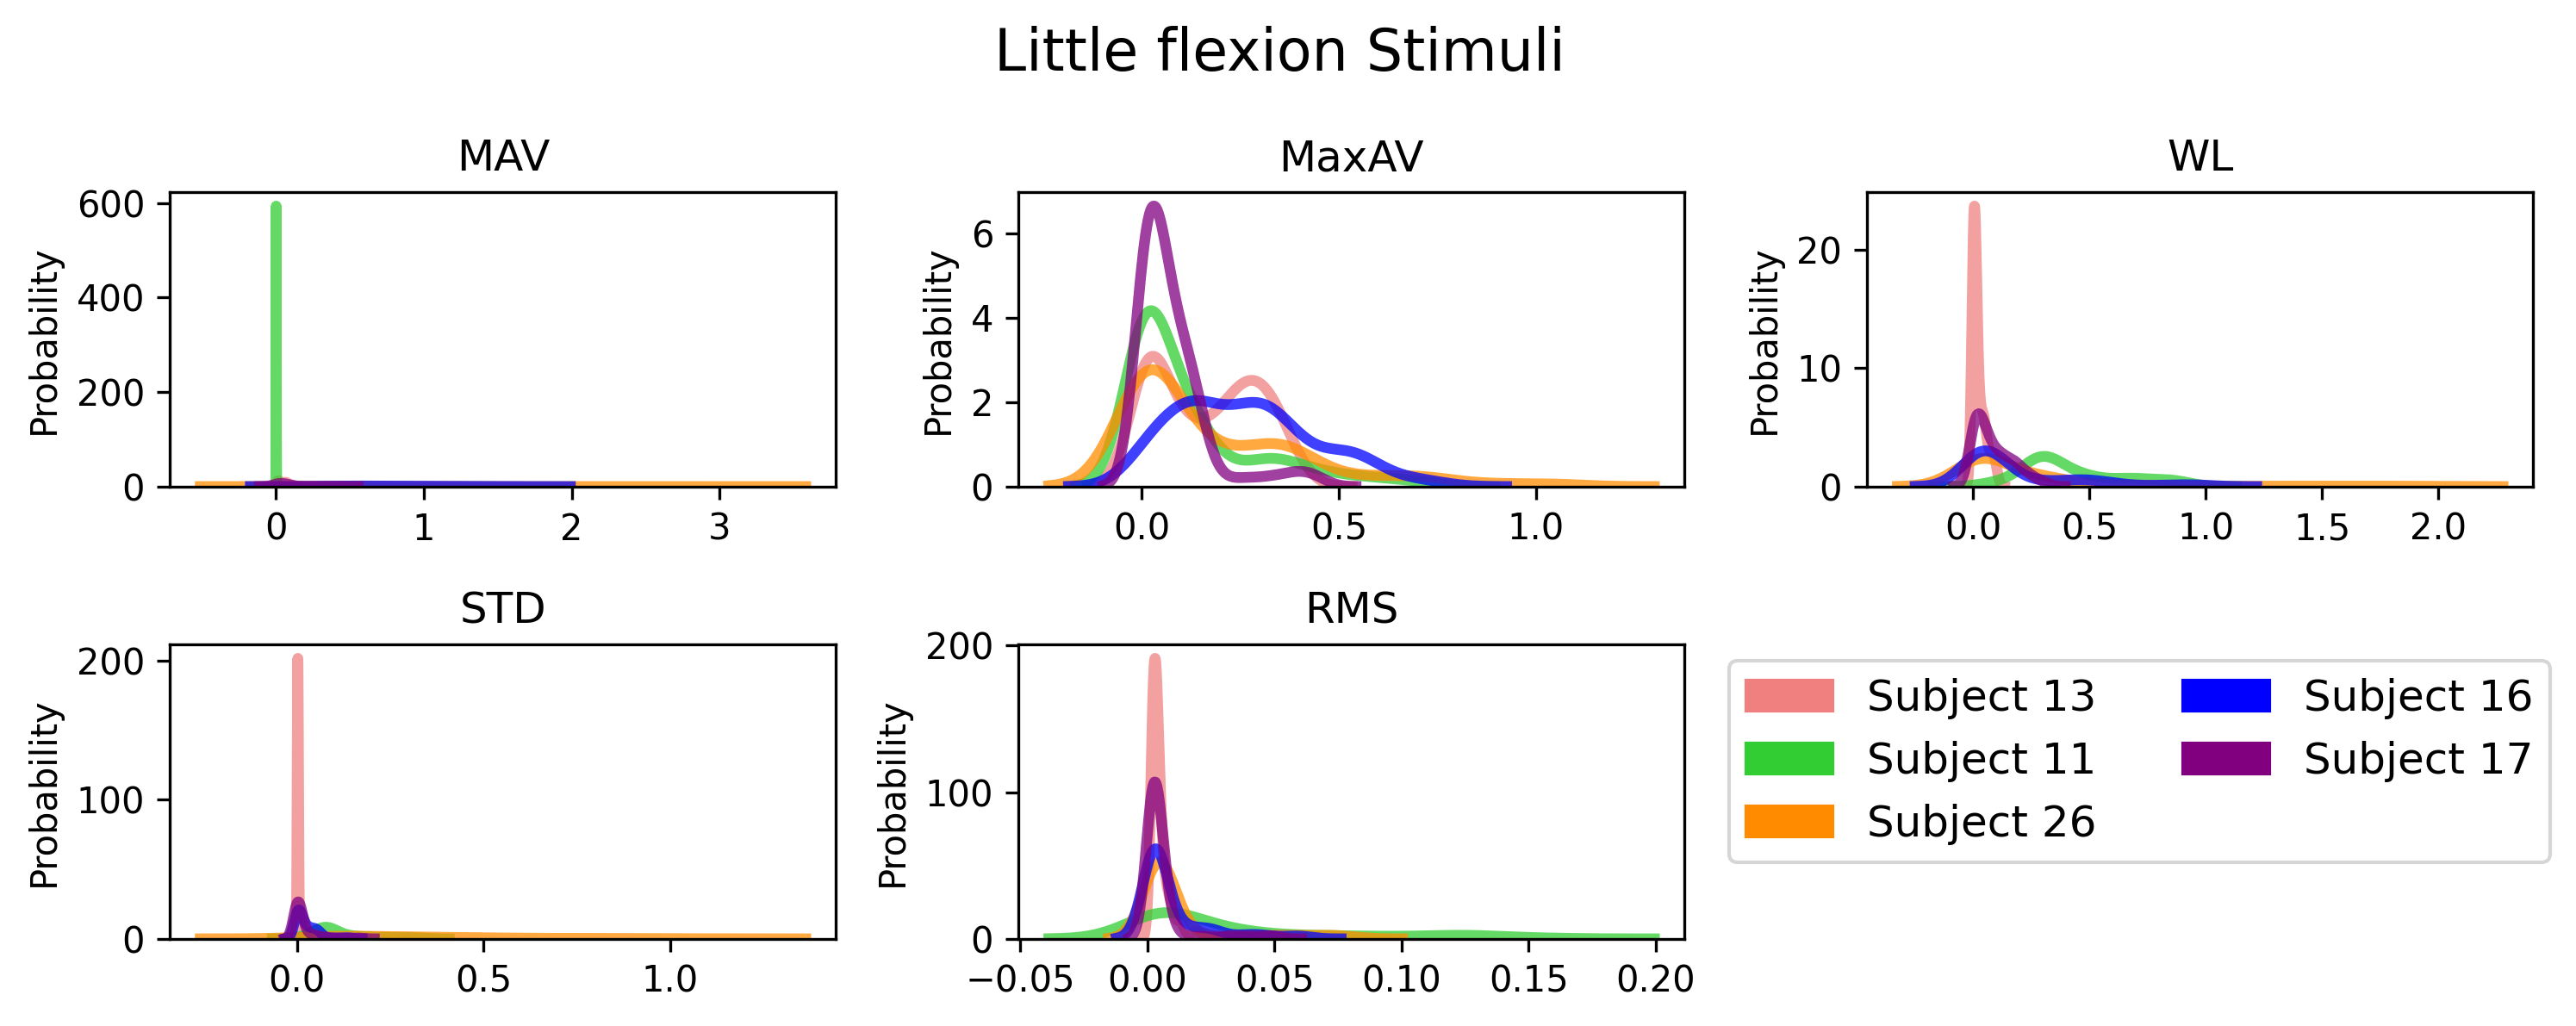 Little flexion Stimuli
MAV
Probability
600
400
200
0
0 1 2 3
MaxAV
Probability
6
4
2
0
0.0 0.5 1.0
WL
Probability
20
10
0
0.0 0.5 1.0 1.5 2.0
STD
Probability
200
100
0
0.0 0.5 1.0
RMS
Probability
200
100
0
−0.05 0.00 0.05 0.10 0.15 0.20
Subject 13
Subject 11
Subject 26
Subject 16
Subject 17